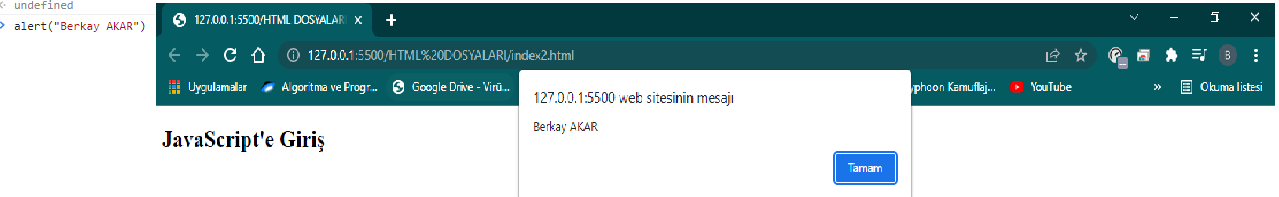 undefined
alert("Berkay AKAR")
127.0.0.1:5500/HTML DOSYALARI
127.0.0.1:5500/HTML%20DOSYALARI/index2.html
B
Uygulamalar
Algoritma ve Progr...
Google Drive - Virü...
yphoon Kamuflaj...
YouTube
»
Okuma listesi
127.0.0.1:5500 web sitesinin mesajı
Berkay AKAR
Tamam
JavaScript'e Giriş